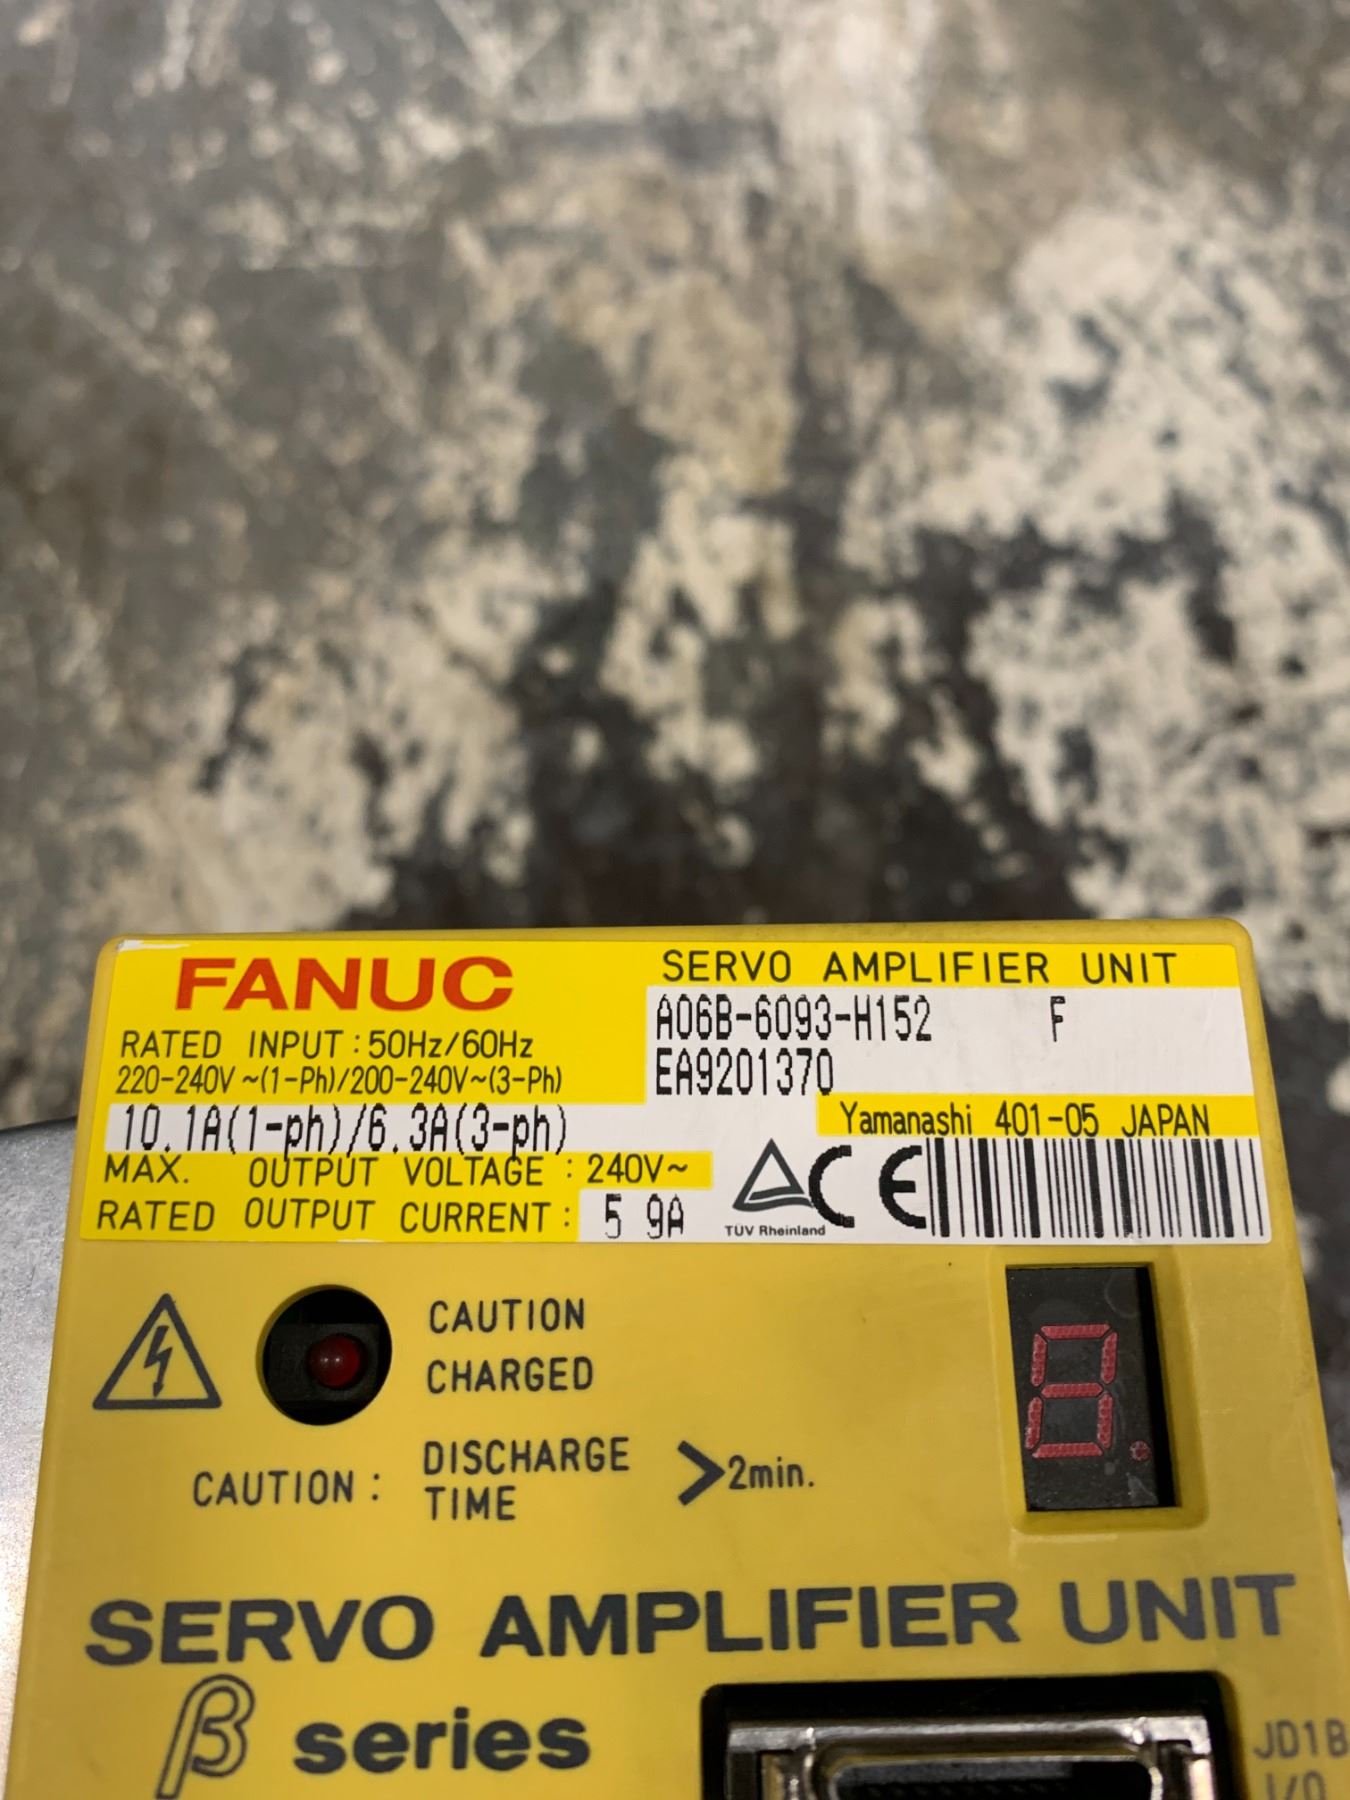 FANUC
SERVO AMPLIFIER UNIT
A06B-6093-H152 F
EA9201370
RATED INPUT : 50Hz/60Hz
220-240V~(1-Ph)/200-240V~(3-Ph)
10.1A(1-ph)/6.3A(3-ph)
Yamanashi 401-05 JAPAN
MAX. OUTPUT VOLTAGE : 240V~
RATED OUTPUT CURRENT : 5 9A
TÜV Rheinland
CE
CAUTION
CHARGED
CAUTION : DISCHARGE TIME >2min.
SERVO AMPLIFIER UNIT
β series
JD1B
I/O